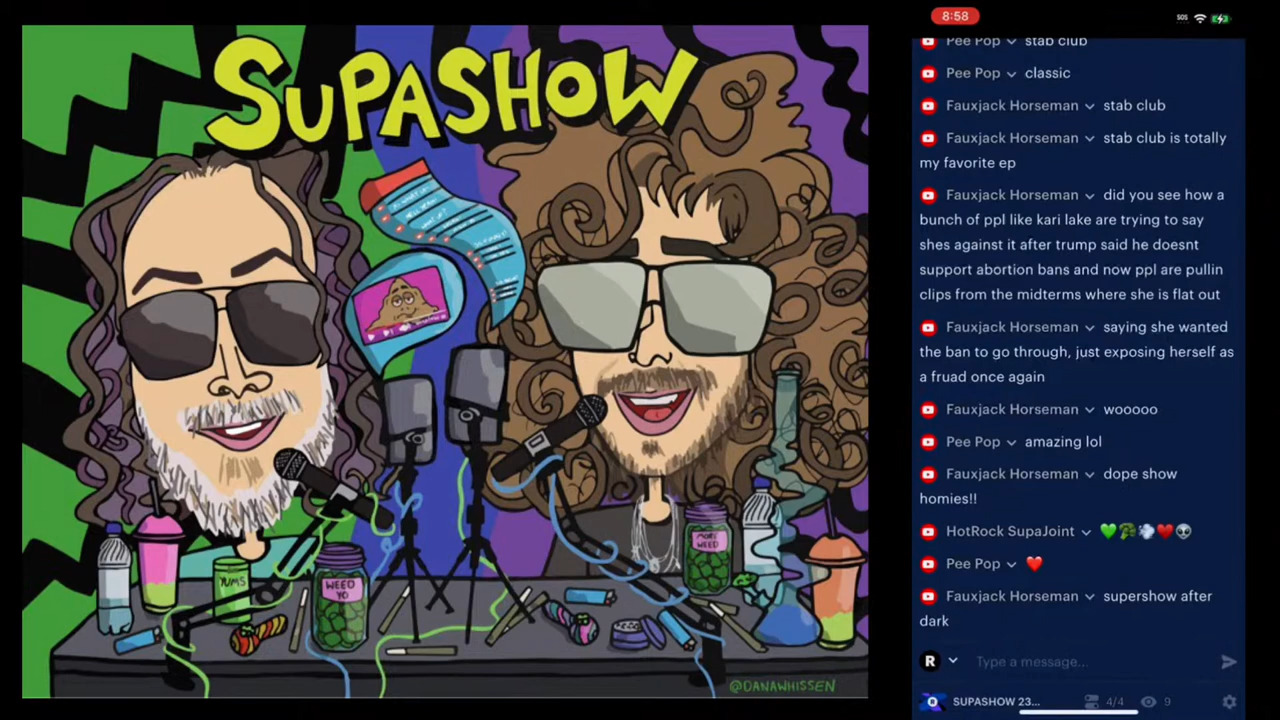 SUPASHOW
YUMS
WEED
YO
MORE
WEED
@DANAWHISSEN
8:58
SOS
Pee Pop stab club
Pee Pop classic
Fauxjack Horseman stab club
Fauxjack Horseman stab club is totally
my favorite ep
Fauxjack Horseman did you see how a
bunch of ppl like kari lake are trying to say
shes against it after trump said he doesnt
support abortion bans and now ppl are pullin
clips from the midterms where she is flat out
Fauxjack Horseman saying she wanted
the ban to go through, just exposing herself as
a fruad once again
Fauxjack Horseman wooooo
Pee Pop amazing lol
Fauxjack Horseman dope show
homies!!
HotRock SupaJoint 💚🥦💨❤️👽
Pee Pop ❤️
Fauxjack Horseman supershow after
dark
R Type a message...
SUPASHOW 23... 4/4 9